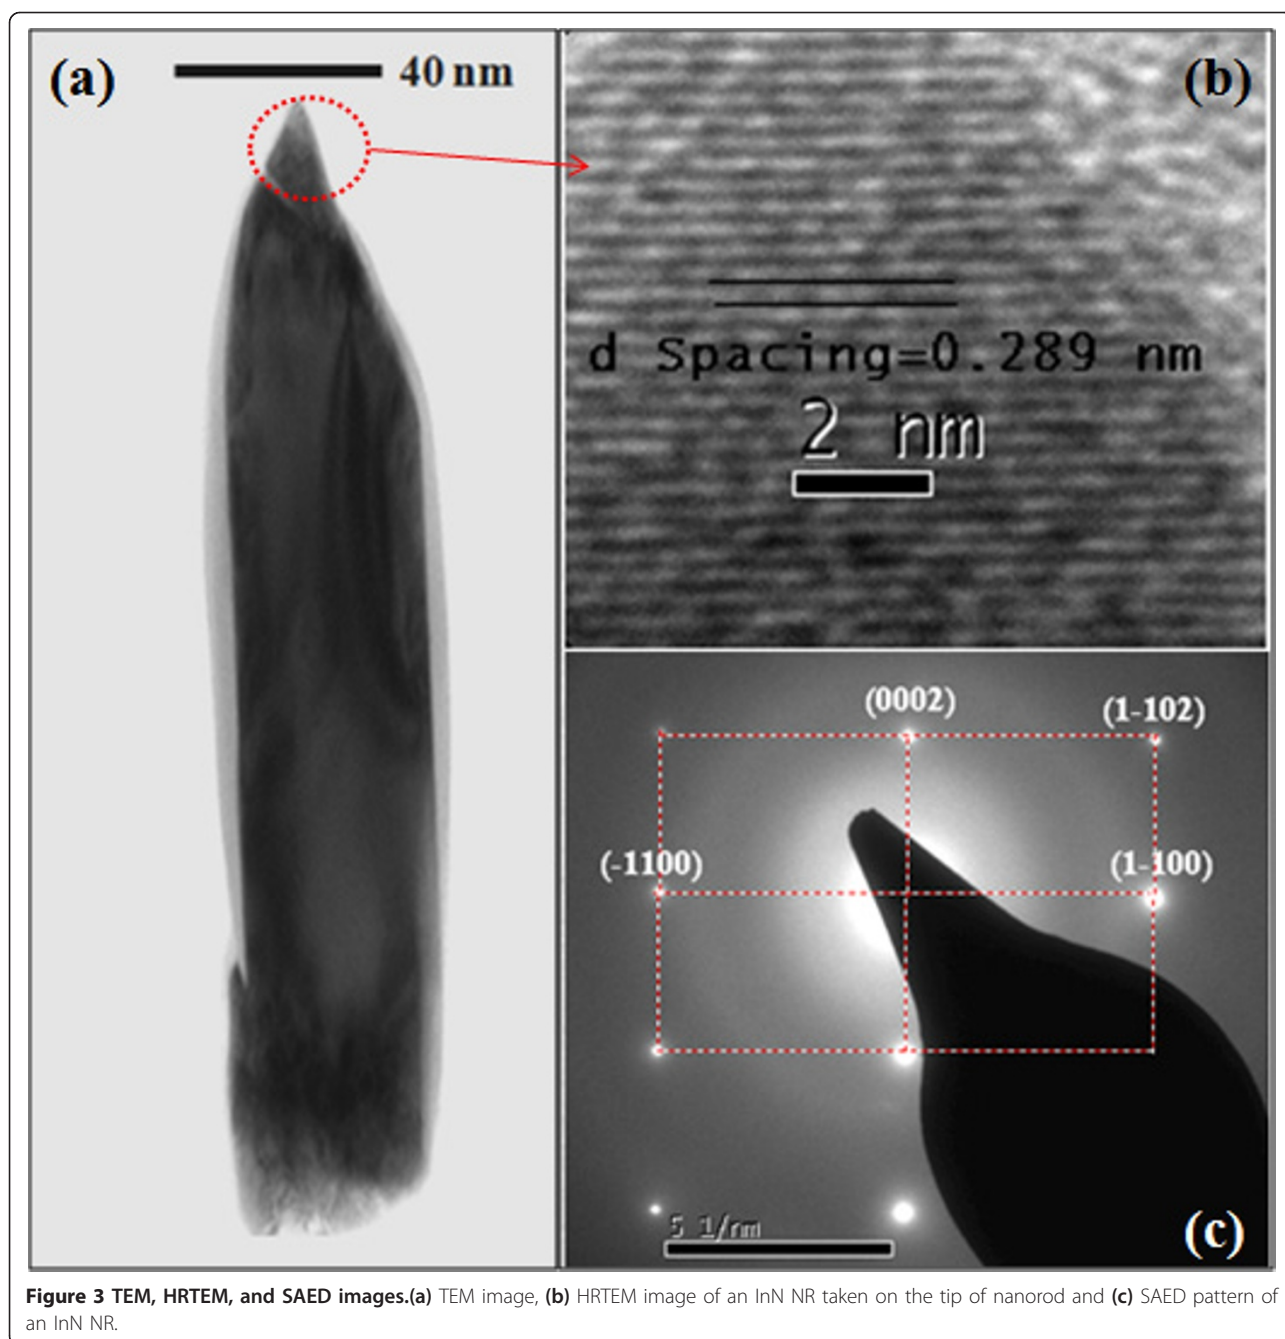 (a)
40 nm
(b)
d Spacing=0.289 nm
2 nm
(0002)
(1-102)
(-1100)
(1-100)
5 1/nm
(c)
Figure 3 TEM, HRTEM, and SAED images.(a) TEM image, (b) HRTEM image of an InN NR taken on the tip of nanorod and (c) SAED pattern of
an InN NR.